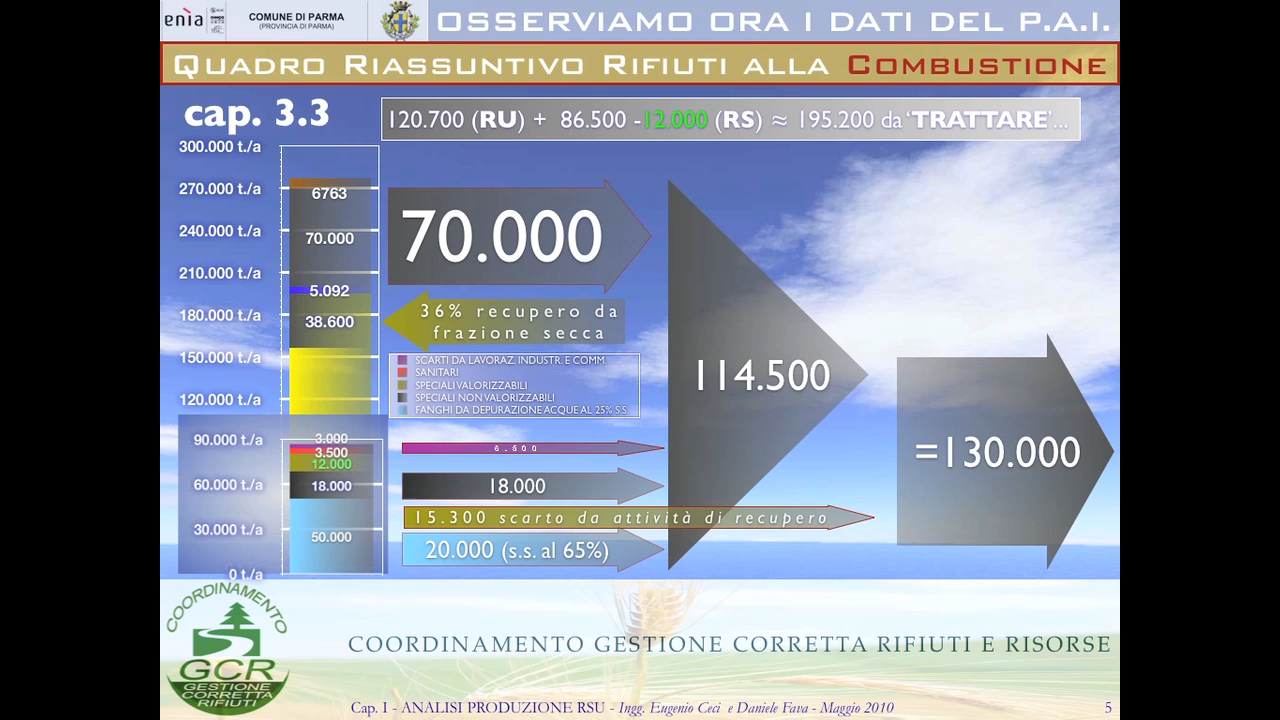 enìa
COMUNE DI PARMA
(PROVINCIA DI PARMA)
OSSERVIAMO ORA I DATI DEL P.A.I.
QUADRO RIASSUNTIVO RIFIUTI ALLA COMBUSTIONE
cap. 3.3
120.700 (RU) + 86.500 -12.000 (RS) ≈ 195.200 da 'TRATTARE'...
300.000 t./a
270.000 t./a
240.000 t./a
210.000 t./a
180.000 t./a
150.000 t./a
120.000 t./a
90.000 t./a
60.000 t./a
30.000 t./a
0 t./a
6763
70.000
5.092
38.600
3.000
3.500
12.000
18.000
50.000
70.000
36% recupero da
frazione secca
SCARTI DA LAVORAZ. INDUSTR. E COMM.
SANITARI
SPECIALI VALORIZZABILI
SPECIALI NON VALORIZZABILI
FANGHI DA DEPURAZIONE ACQUE AL 25% S.S.
6.500
18.000
15.300 scarto da attività di recupero
20.000 (s.s. al 65%)
114.500
=130.000
COORDINAMENTO
GCR
GESTIONE
CORRETTA
RIFIUTI
COORDINAMENTO GESTIONE CORRETTA RIFIUTI E RISORSE
Cap. I - ANALISI PRODUZIONE RSU - Ingg. Eugenio Ceci e Daniele Fava - Maggio 2010
5